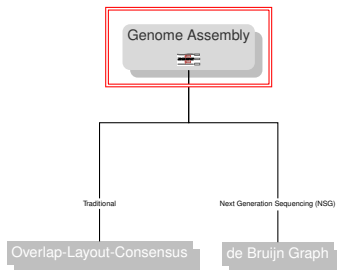 Genome Assembly
Traditional
Next Generation Sequencing (NSG)
Overlap-Layout-Consensus
de Bruijn Graph